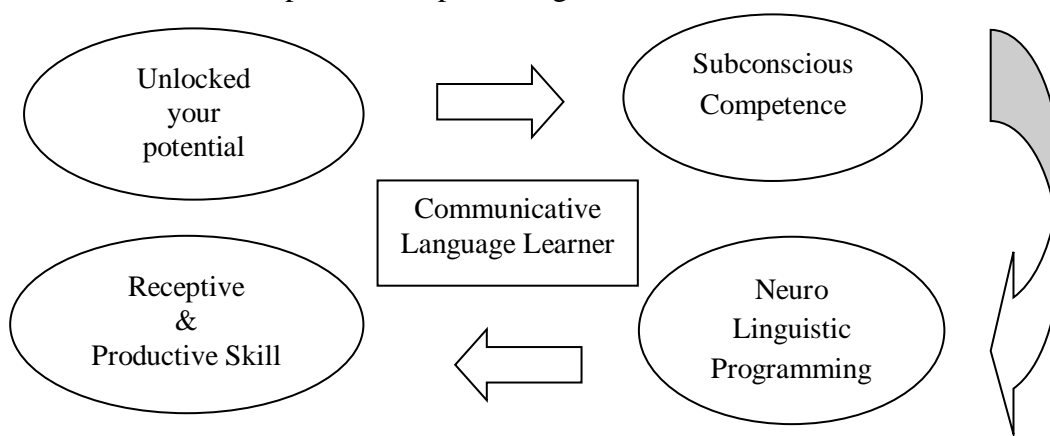 Unlocked
your
potential
Subconscious
Competence
Communicative
Language Learner
Receptive
&
Productive Skill
Neuro
Linguistic
Programming